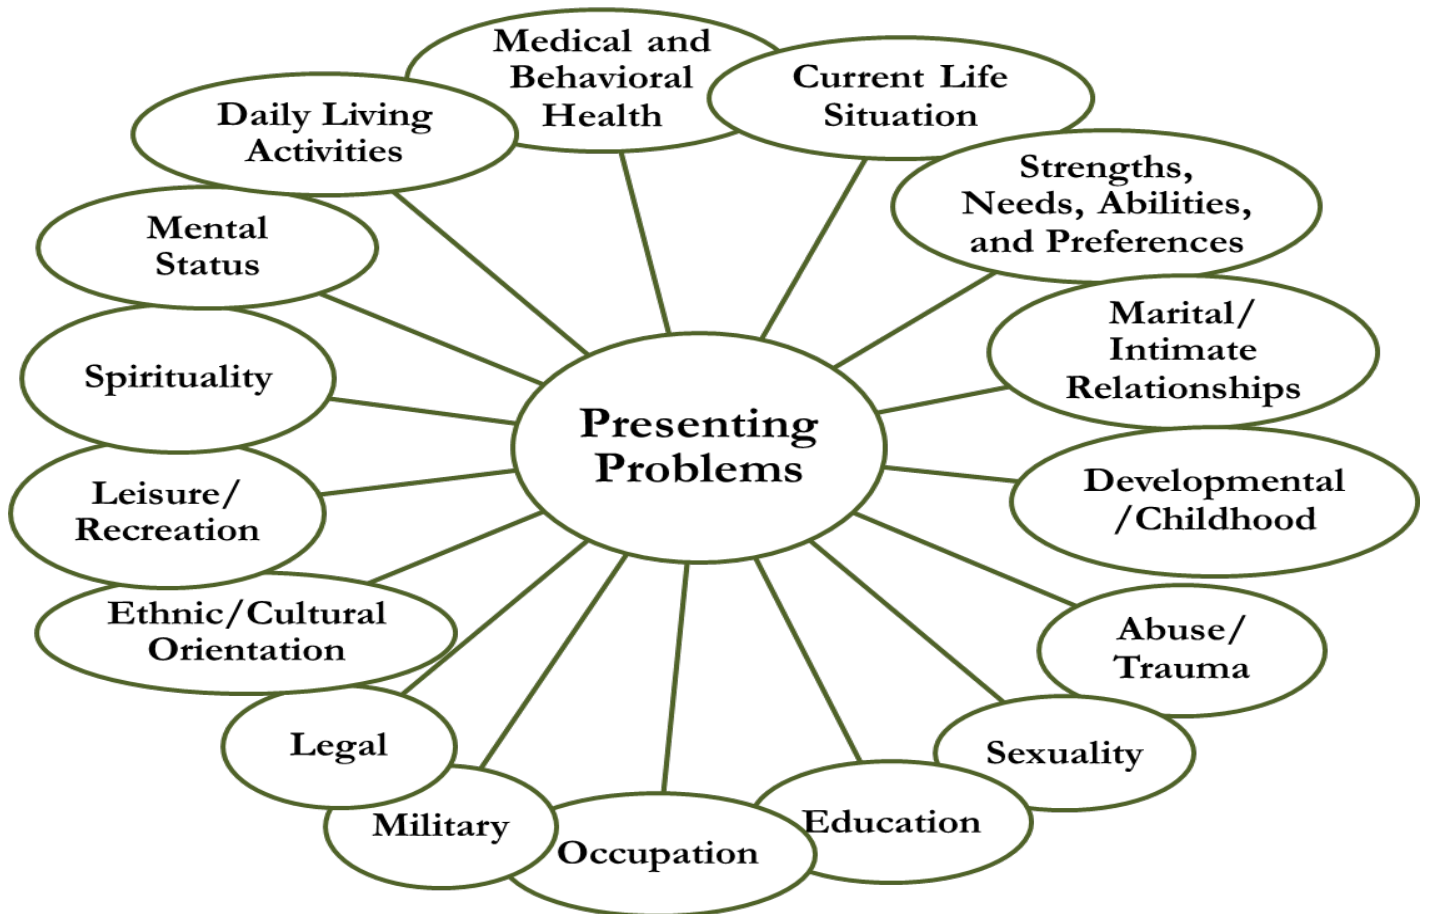 Medical and
Behavioral
Health
Current Life
Situation
Daily Living
Activities
Strengths,
Needs, Abilities,
and Preferences
Mental
Status
Marital/
Intimate
Relationships
Spirituality
Presenting
Problems
Developmental
/Childhood
Leisure/
Recreation
Ethnic/Cultural
Orientation
Abuse/
Trauma
Legal
Sexuality
Military
Occupation
Education